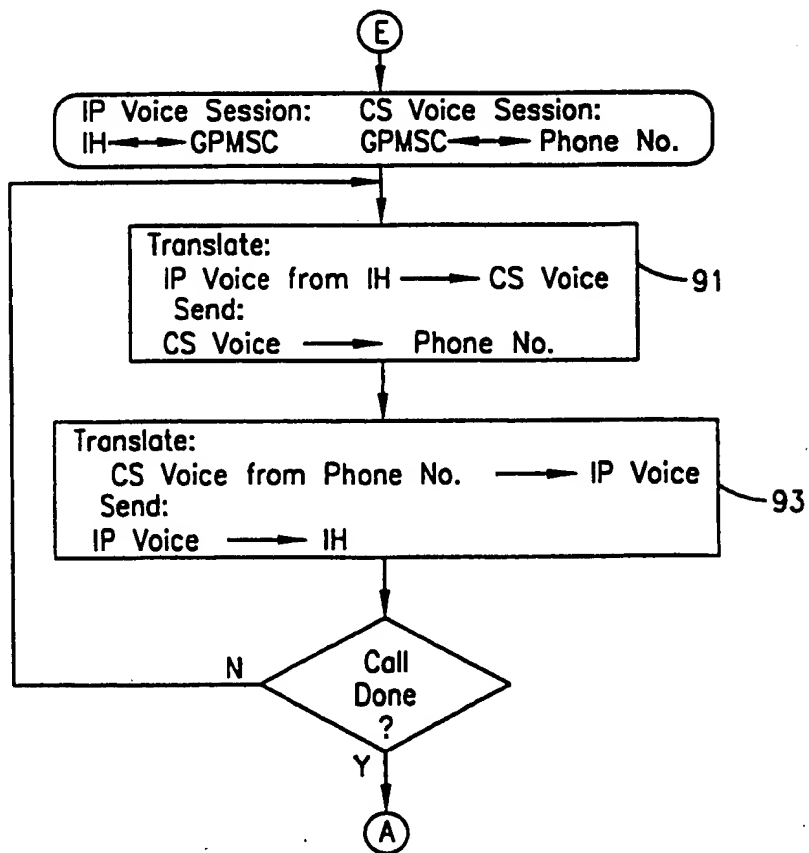 E
IP Voice Session: CS Voice Session:
IH GPMSC GPMSC Phone No.
Translate:
IP Voice from IH CS Voice
Send:
CS Voice Phone No.
91
Translate:
CS Voice from Phone No. IP Voice
Send:
IP Voice IH
93
Call
Done
?
N
Y
A